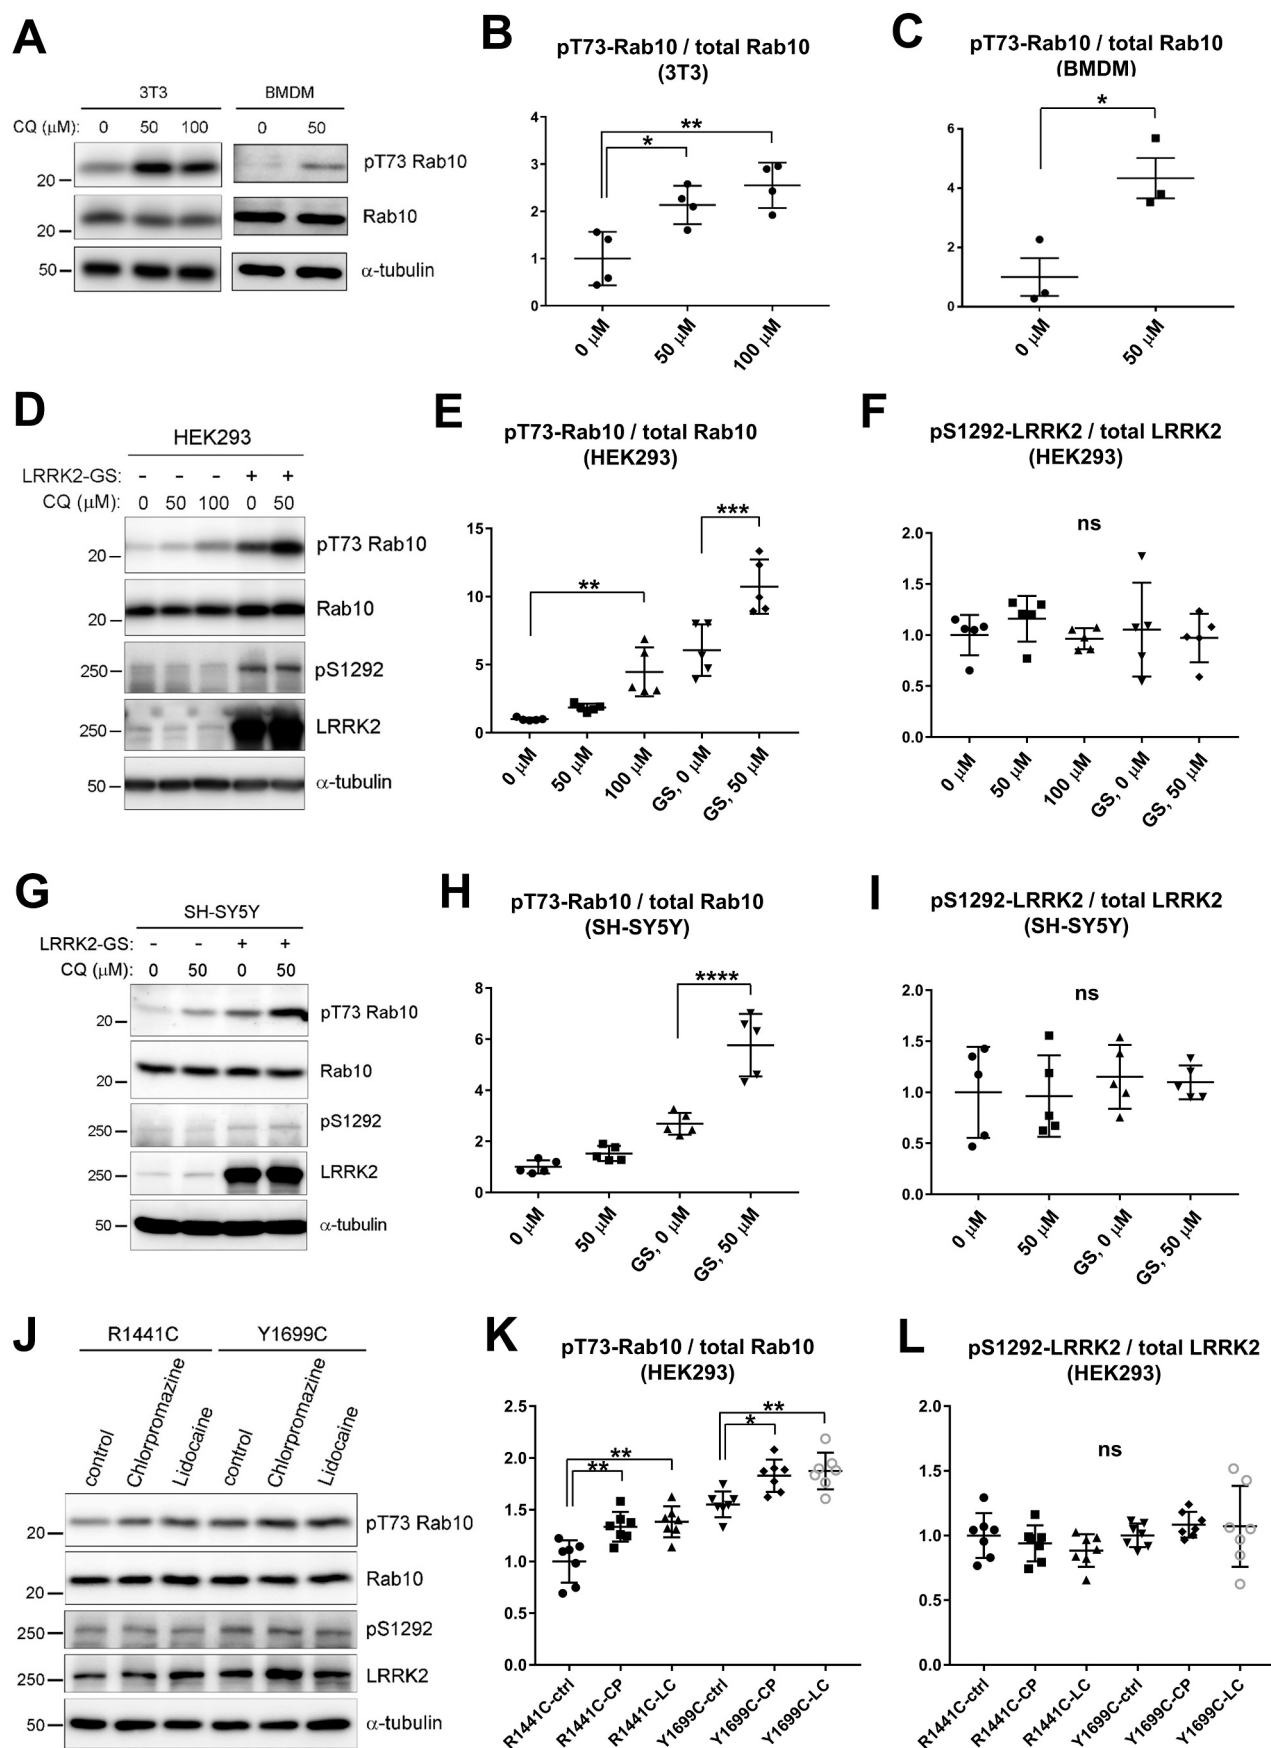 A
3T3 BMDM
CQ (μM): 0 50 100 0 50
pT73 Rab10
20
Rab10
20
50
α-tubulin
B
pT73-Rab10 / total Rab10
(3T3)
**
*
4
3
2
1
0
0 μM 50 μM 100 μM
C
pT73-Rab10 / total Rab10
(BMDM)
*
6
4
2
0
0 μM 50 μM
D
HEK293
LRRK2-GS: - - - + +
CQ (μM): 0 50 100 0 50
pT73 Rab10
20
Rab10
20
pS1292
250
LRRK2
250
50
α-tubulin
E
pT73-Rab10 / total Rab10
(HEK293)
***
**
15
10
5
0
0 μM 50 μM 100 μM GS, 0 μM GS, 50 μM
F
pS1292-LRRK2 / total LRRK2
(HEK293)
ns
2.0
1.5
1.0
0.5
0.0
0 μM 50 μM 100 μM GS, 0 μM GS, 50 μM
G
SH-SY5Y
LRRK2-GS: - - + +
CQ (μM): 0 50 0 50
pT73 Rab10
20
Rab10
20
pS1292
250
LRRK2
250
50
α-tubulin
H
pT73-Rab10 / total Rab10
(SH-SY5Y)
****
8
6
4
2
0
0 μM 50 μM GS, 0 μM GS, 50 μM
I
pS1292-LRRK2 / total LRRK2
(SH-SY5Y)
ns
2.0
1.5
1.0
0.5
0.0
0 μM 50 μM GS, 0 μM GS, 50 μM
J
R1441C Y1699C
control Chlorpromazine Lidocaine control Chlorpromazine Lidocaine
pT73 Rab10
20
Rab10
20
pS1292
250
LRRK2
250
50
α-tubulin
K
pT73-Rab10 / total Rab10
(HEK293)
**
*
**
**
2.5
2.0
1.5
1.0
0.5
0.0
R1441C-ctrl R1441C-CP R1441C-LC Y1699C-ctrl Y1699C-CP Y1699C-LC
L
pS1292-LRRK2 / total LRRK2
(HEK293)
ns
2.0
1.5
1.0
0.5
0.0
R1441C-ctrl R1441C-CP R1441C-LC Y1699C-ctrl Y1699C-CP Y1699C-LC